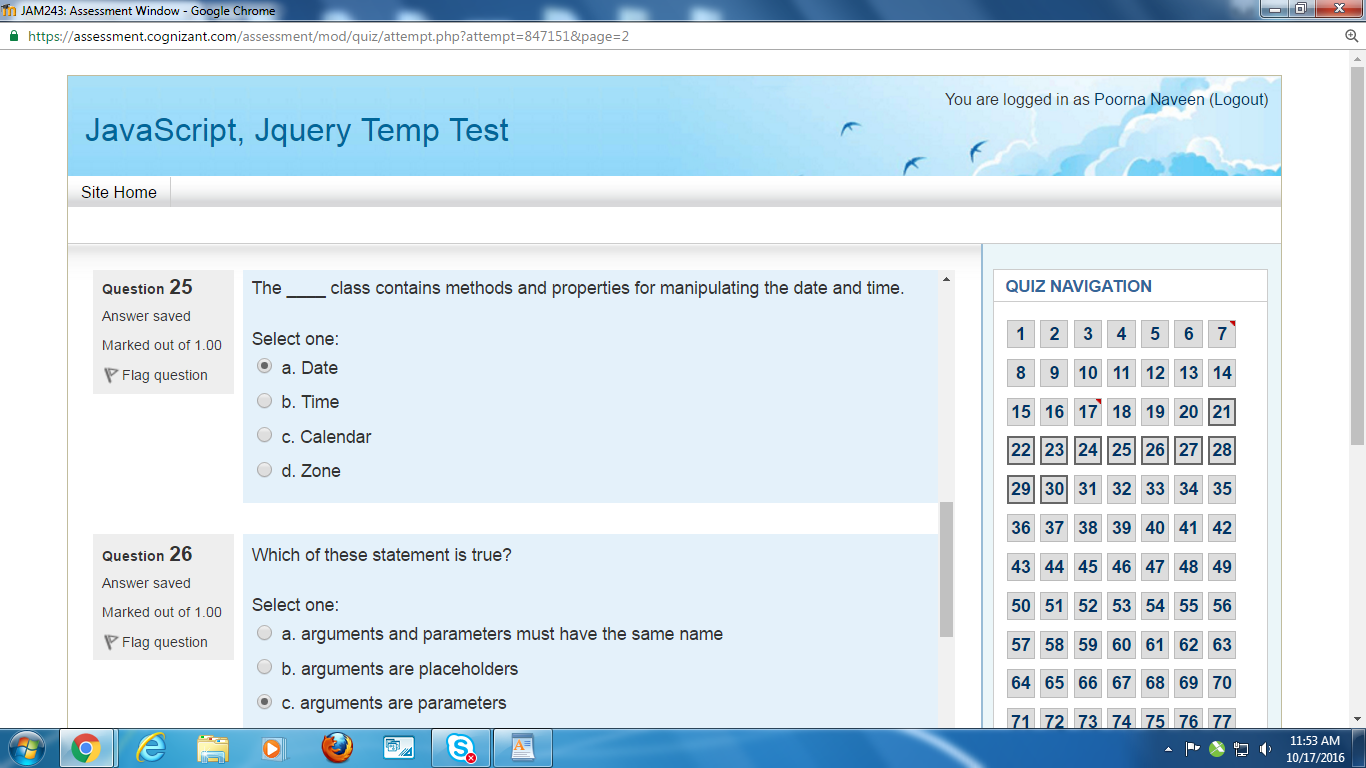 JAM243: Assessment Window - Google Chrome
https://assessment.cognizant.com/assessment/mod/quiz/attempt.php?attempt=847151&page=2
You are logged in as Poorna Naveen (Logout)
JavaScript, Jquery Temp Test
Site Home
Question 25
Answer saved
Marked out of 1.00
Flag question
The ____ class contains methods and properties for manipulating the date and time.
Select one:
a. Date
b. Time
c. Calendar
d. Zone
Question 26
Answer saved
Marked out of 1.00
Flag question
Which of these statement is true?
Select one:
a. arguments and parameters must have the same name
b. arguments are placeholders
c. arguments are parameters
QUIZ NAVIGATION
1 2 3 4 5 6 7
8 9 10 11 12 13 14
15 16 17 18 19 20 21
22 23 24 25 26 27 28
29 30 31 32 33 34 35
36 37 38 39 40 41 42
43 44 45 46 47 48 49
50 51 52 53 54 55 56
57 58 59 60 61 62 63
64 65 66 67 68 69 70
71 72 73 74 75 76 77
11:53 AM
10/17/2016